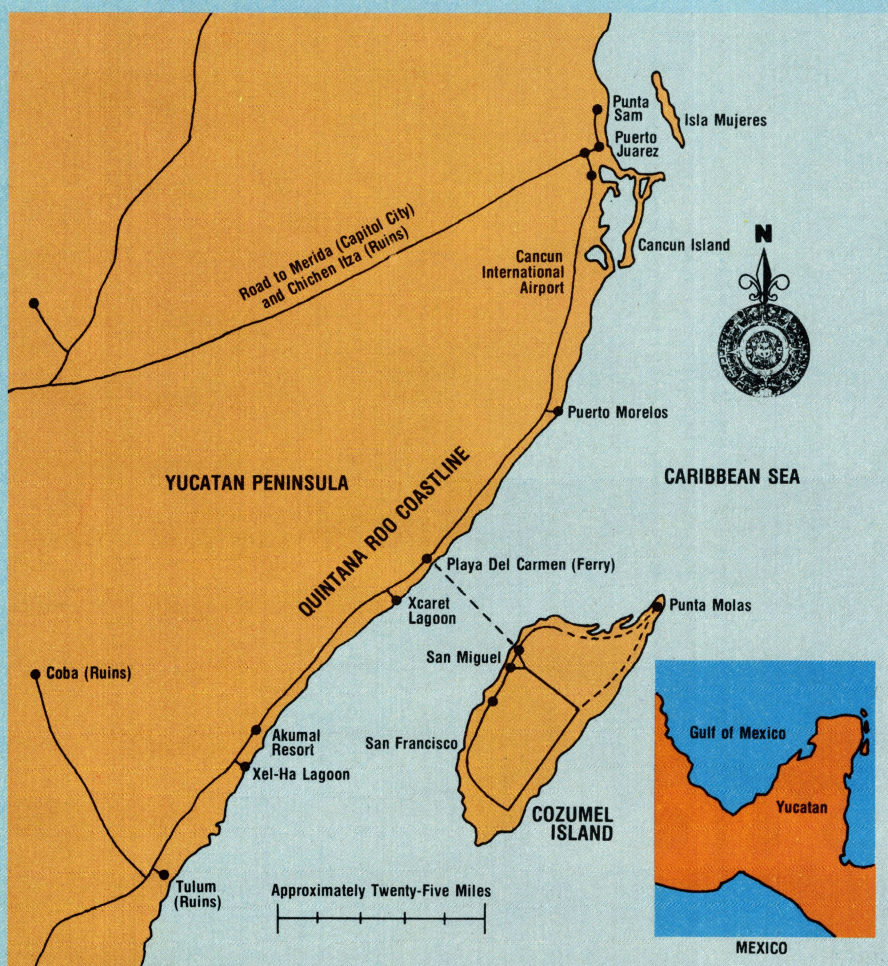 Punta
Sam
Isla Mujeres
Puerto
Juarez
Road to Merida (Capitol City)
and Chichen Itza (Ruins)
Cancun
International
Airport
Cancun Island
N
Puerto Morelos
YUCATAN PENINSULA
QUINTANA ROO COASTLINE
CARIBBEAN SEA
Playa Del Carmen (Ferry)
Xcaret
Lagoon
Punta Molas
San Miguel
Coba (Ruins)
Akumal
Resort
San Francisco
Xel-Ha Lagoon
COZUMEL
ISLAND
Gulf of Mexico
Yucatan
Tulum
(Ruins)
Approximately Twenty-Five Miles
MEXICO